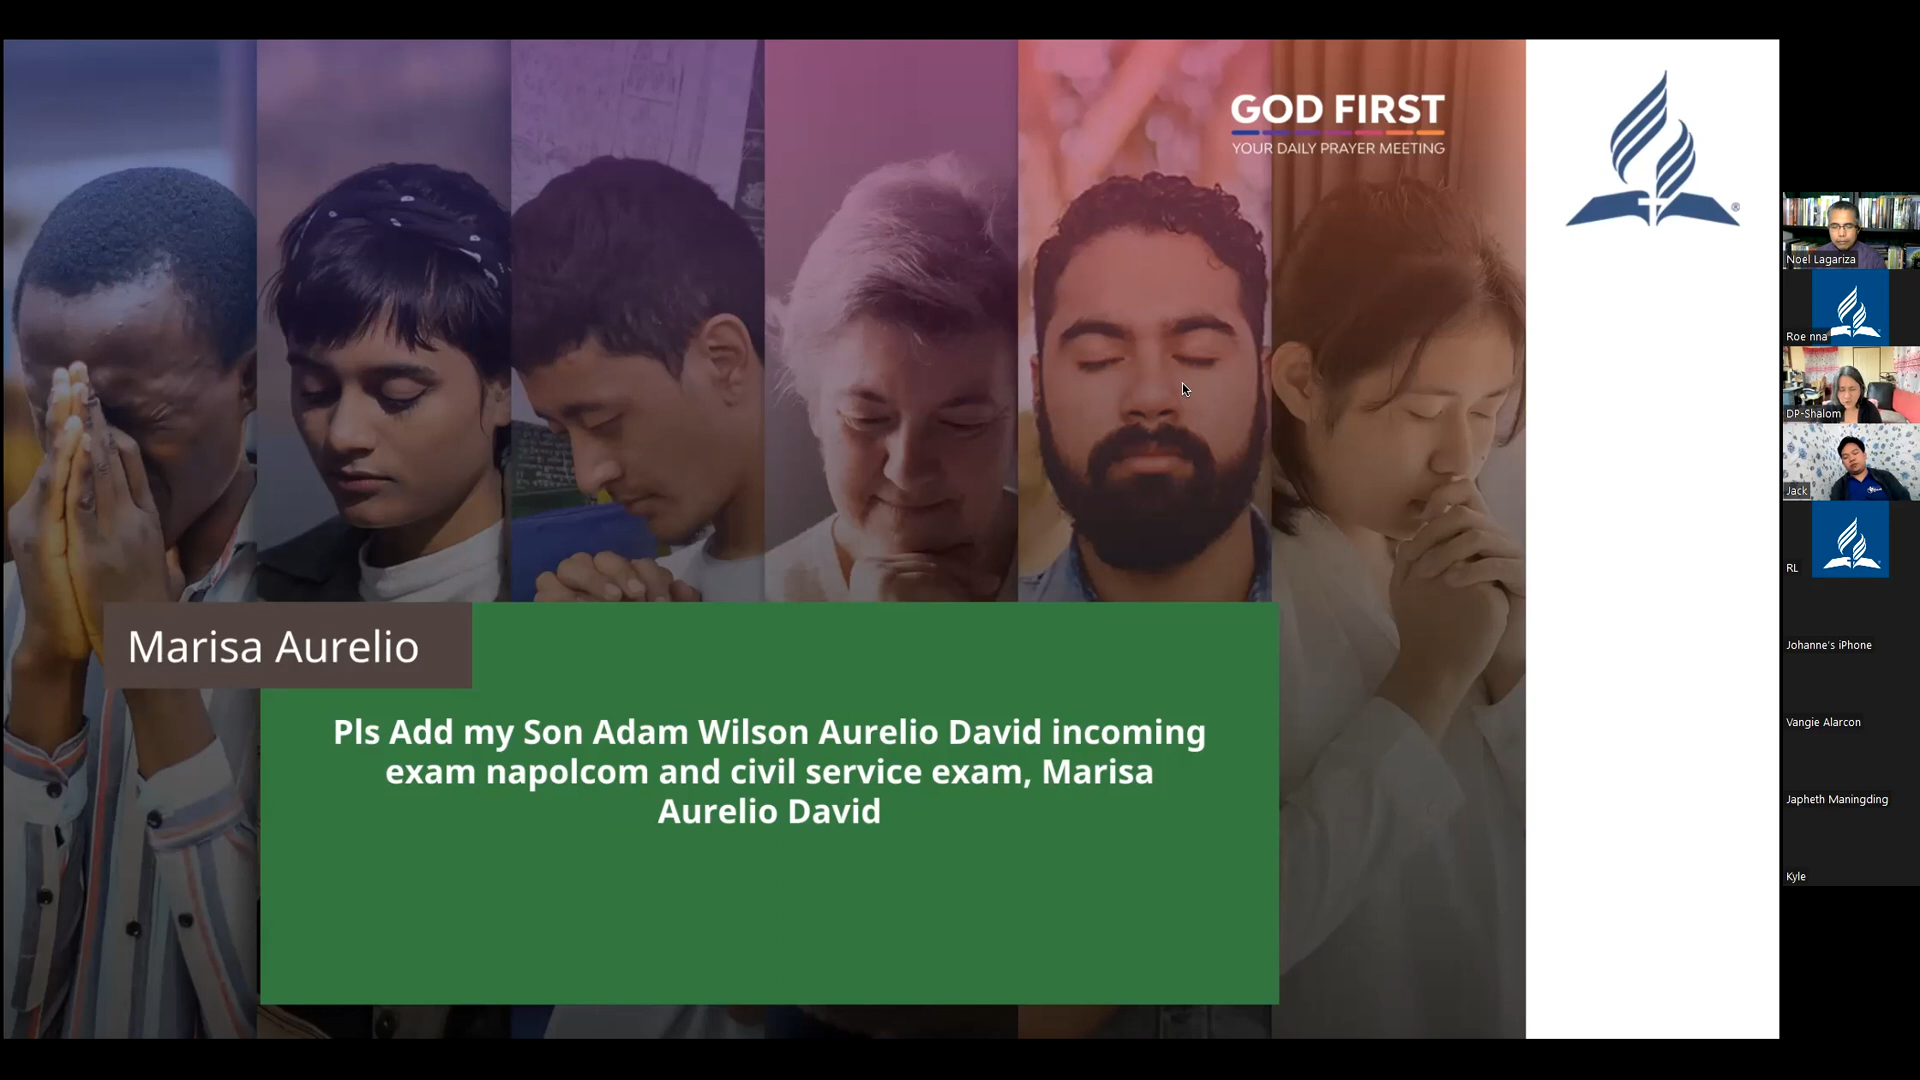 GOD FIRST
YOUR DAILY PRAYER MEETING
®
Marisa Aurelio
Pls Add my Son Adam Wilson Aurelio David incoming
exam napolcom and civil service exam, Marisa
Aurelio David
Noel Lagariza
Roe nna
DP-Shalom
Jack
RL
Johanne's iPhone
Vangie Alarcon
Japheth Maningding
Kyle